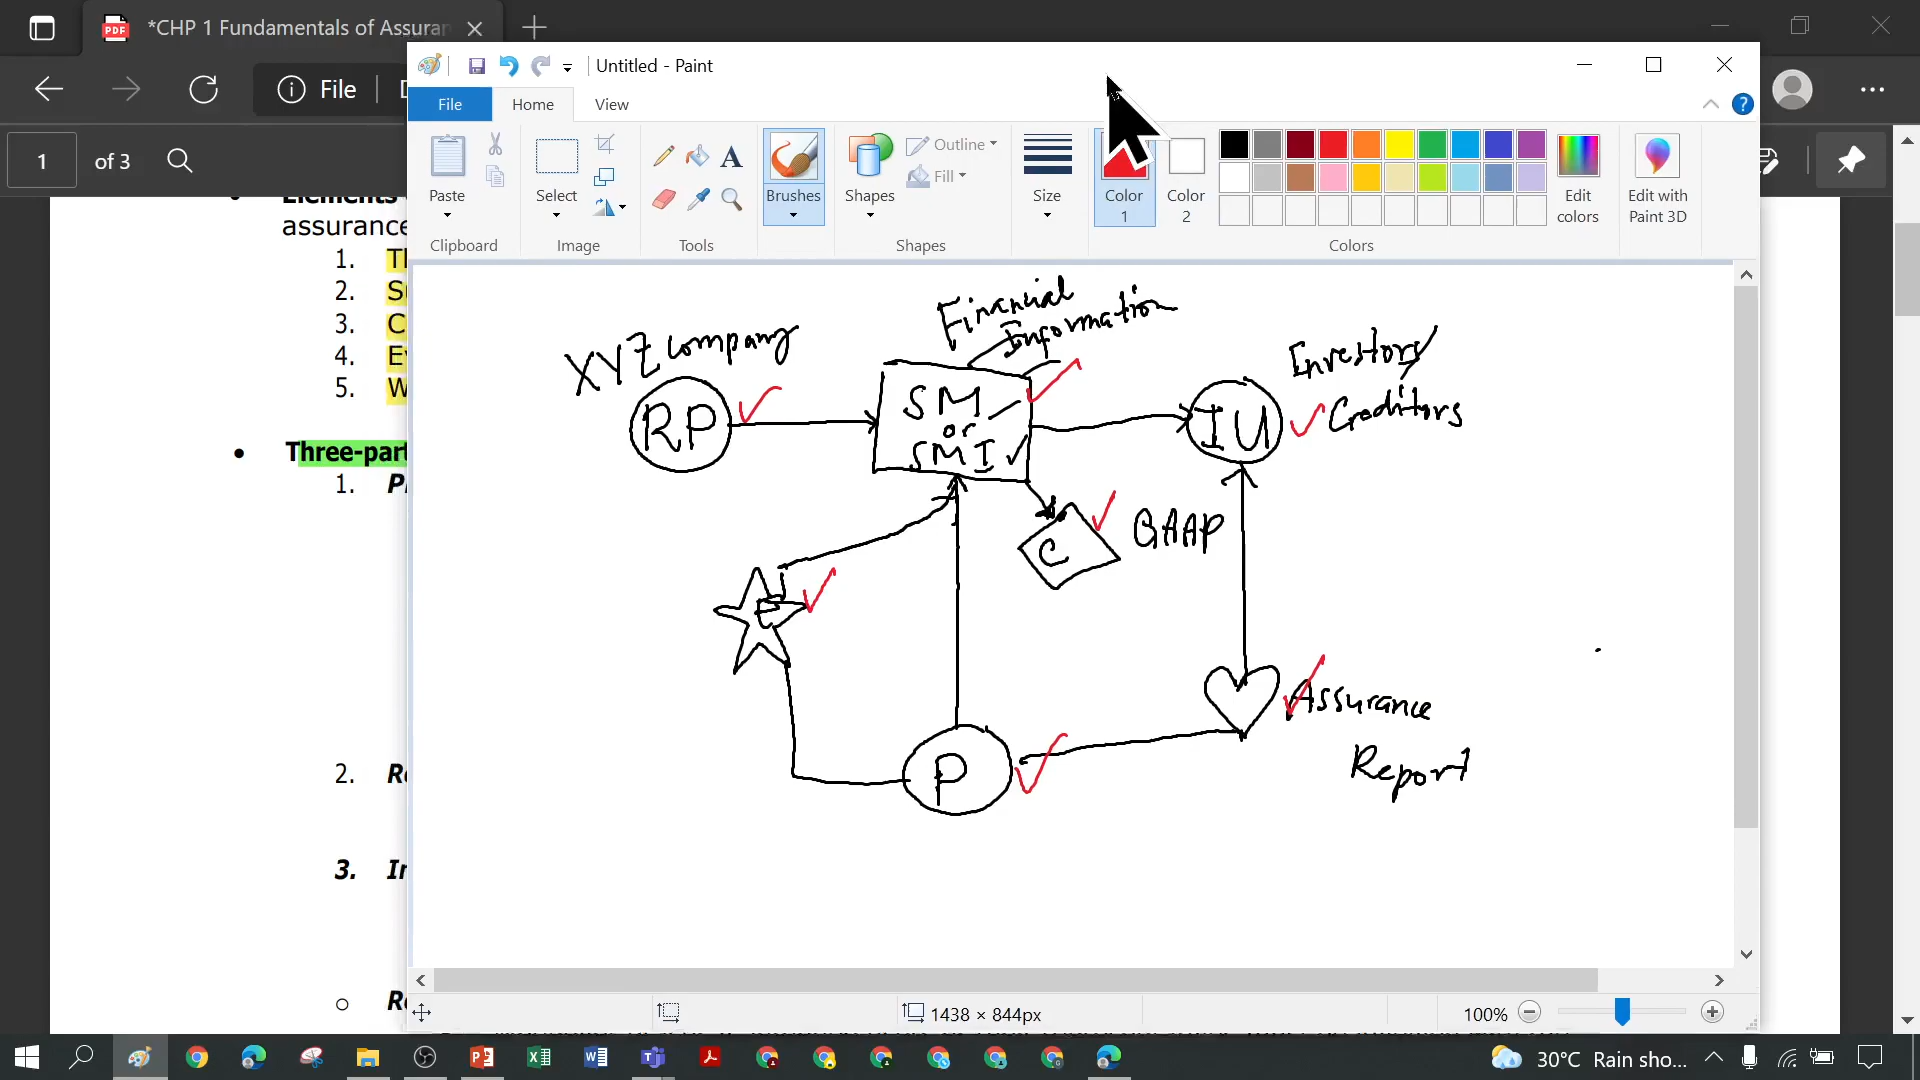 *CHP 1 Fundamentals of Assuran
File
1 of 3
Untitled - Paint
File Home View
Paste
Select
Brushes
Shapes
Outline
Fill
Size
Color 1
Color 2
Edit colors
Edit with Paint 3D
Clipboard Image Tools Shapes Colors
assurance
1. T
2. S
3. C
4. E
5. W
Three-part
1. P
2. R
3. I
R
Financial
Information
XYZ company
Investors/
Creditors
RP
SM
or
SMI
IU
C
GAAP
E
Assurance
Report
P
1438 × 844px
100%
30°C Rain sho...